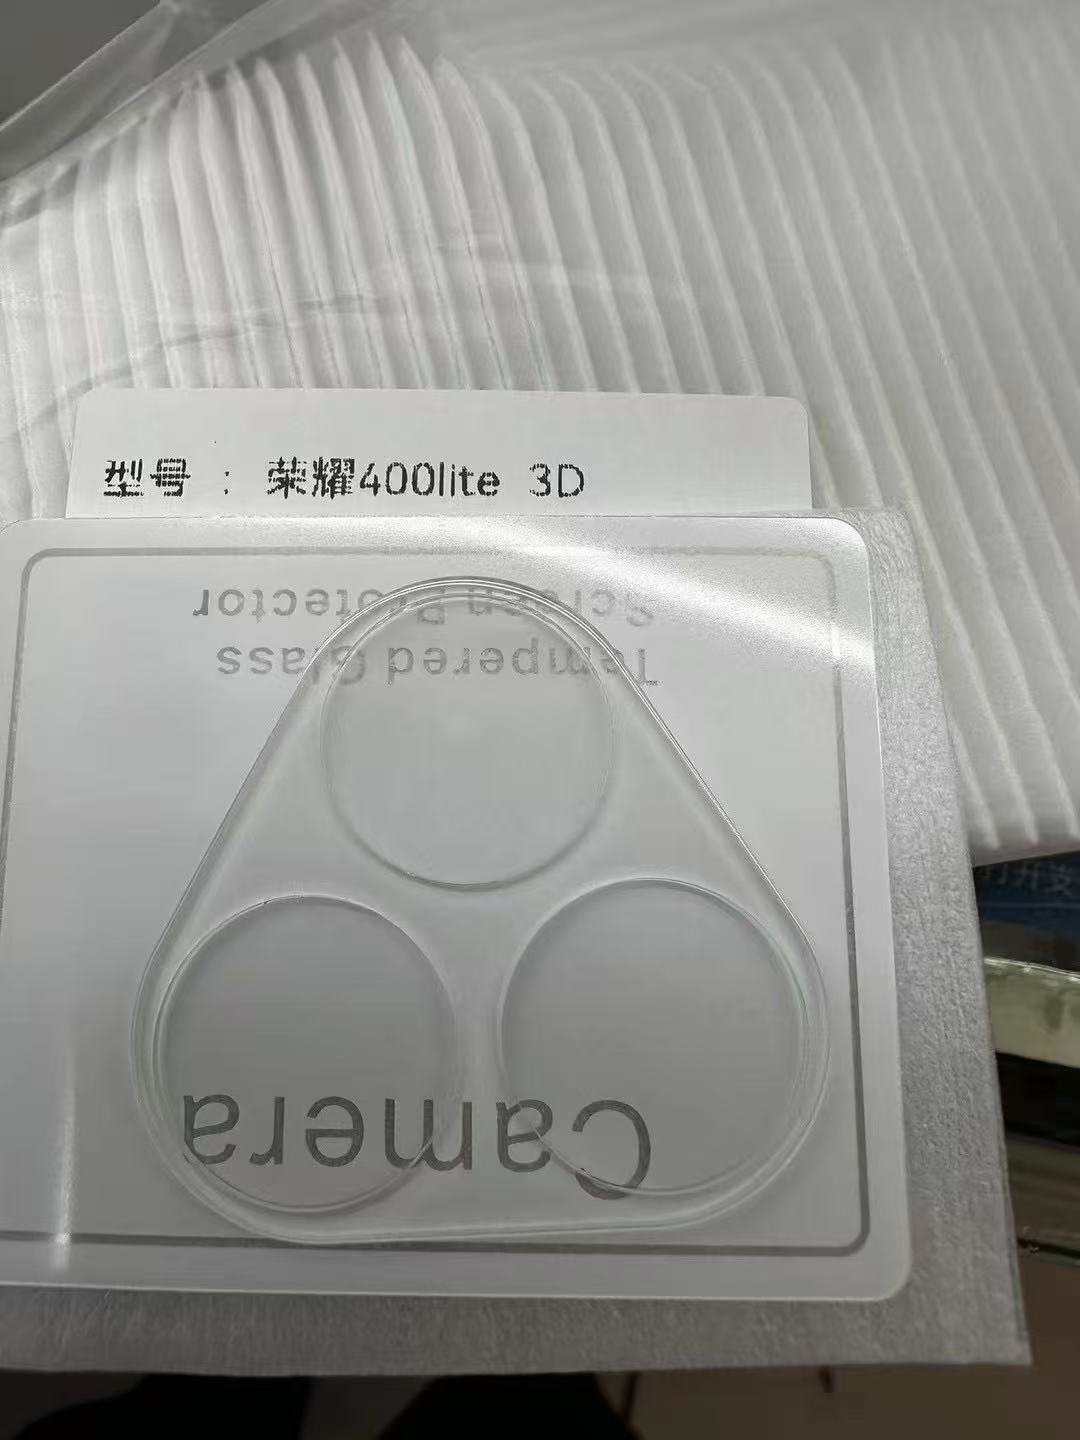 型号：荣耀400lite 3D
Camera
Tempered Glass
Screen Protector